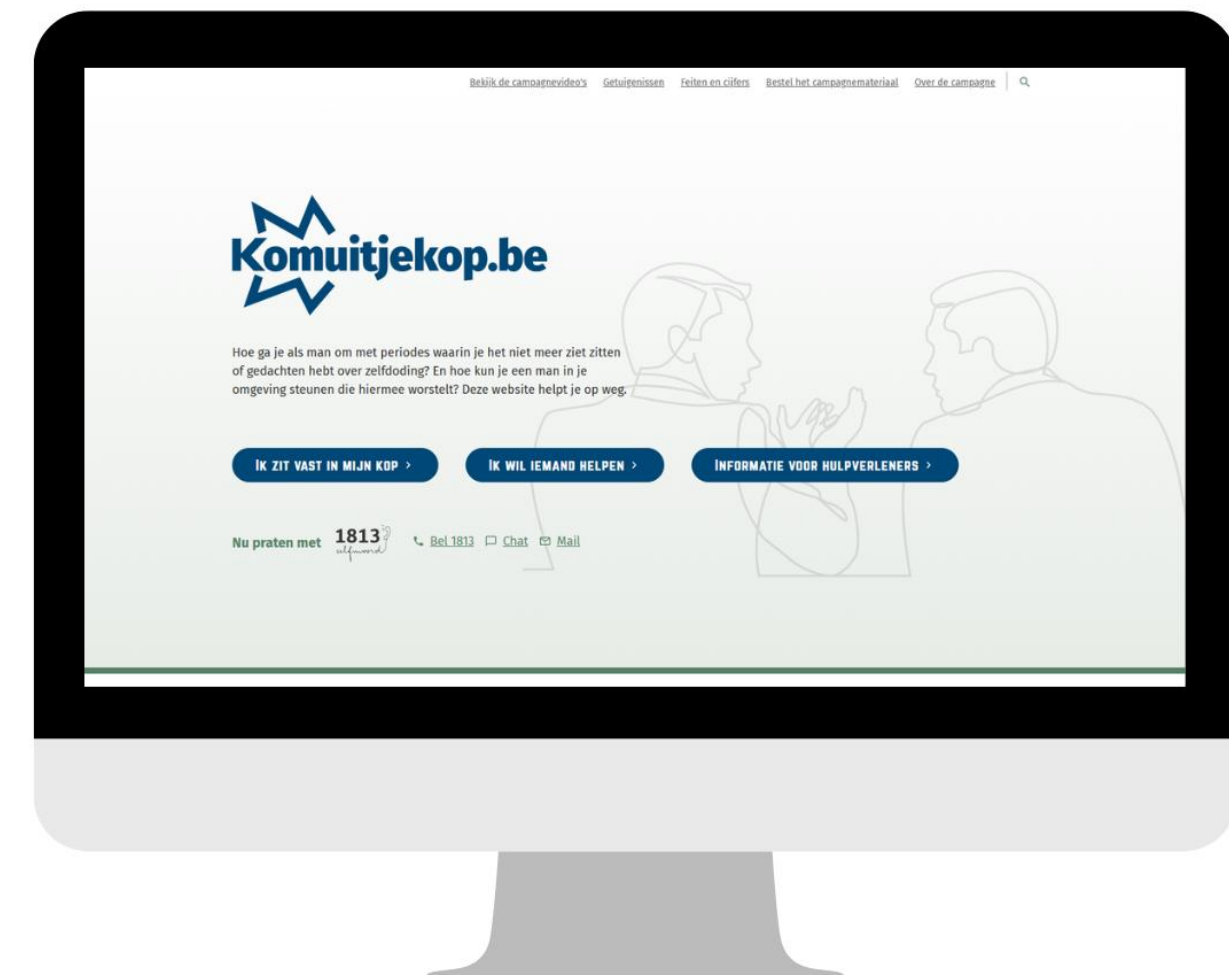 Bekijk de campagnevideo's Getuigenissen Feiten en cijfers Bestel het campagnemateriaal Over de campagne
Komuitjekop.be
Hoe ga je als man om met periodes waarin je het niet meer ziet zitten
of gedachten hebt over zelfdoding? En hoe kun je een man in je
omgeving steunen die hiermee worstelt? Deze website helpt je op weg.
IK ZIT VAST IN MIJN KOP > IK WIL IEMAND HELPEN > INFORMATIE VOOR HULPVERLENERS >
Nu praten met 1813 Bel 1813 Chat Mail